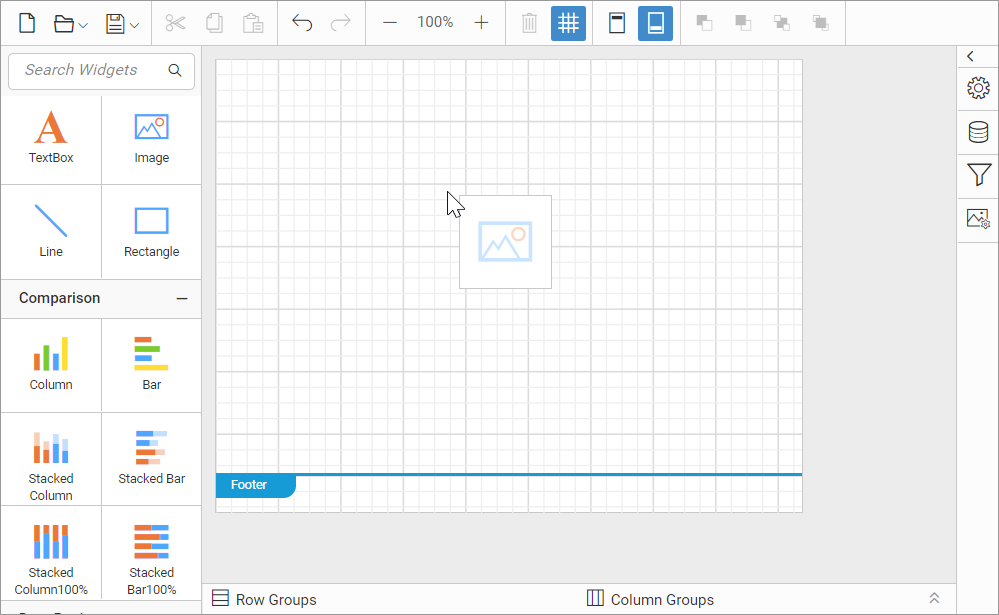 100%
Search Widgets
TextBox
Image
Line
Rectangle
Comparison
Column
Bar
Stacked
Column
Stacked Bar
Stacked
Column100%
Stacked
Bar100%
Footer
Row Groups
Column Groups